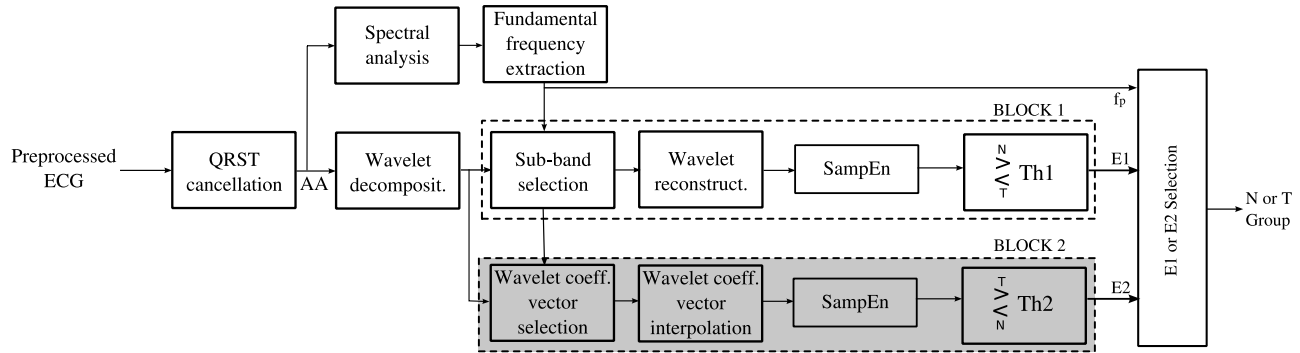 Spectral
analysis
Fundamental
frequency
extraction
f_p
BLOCK 1
Preprocessed
ECG
QRST
cancellation
AA
Wavelet
decomposit.
Sub-band
selection
Wavelet
reconstruct.
SampEn
N
≷
T
Th1
E1
E1 or E2 Selection
N or T
Group
BLOCK 2
Wavelet coeff.
vector
selection
Wavelet coeff.
vector
interpolation
SampEn
T
≷
N
Th2
E2